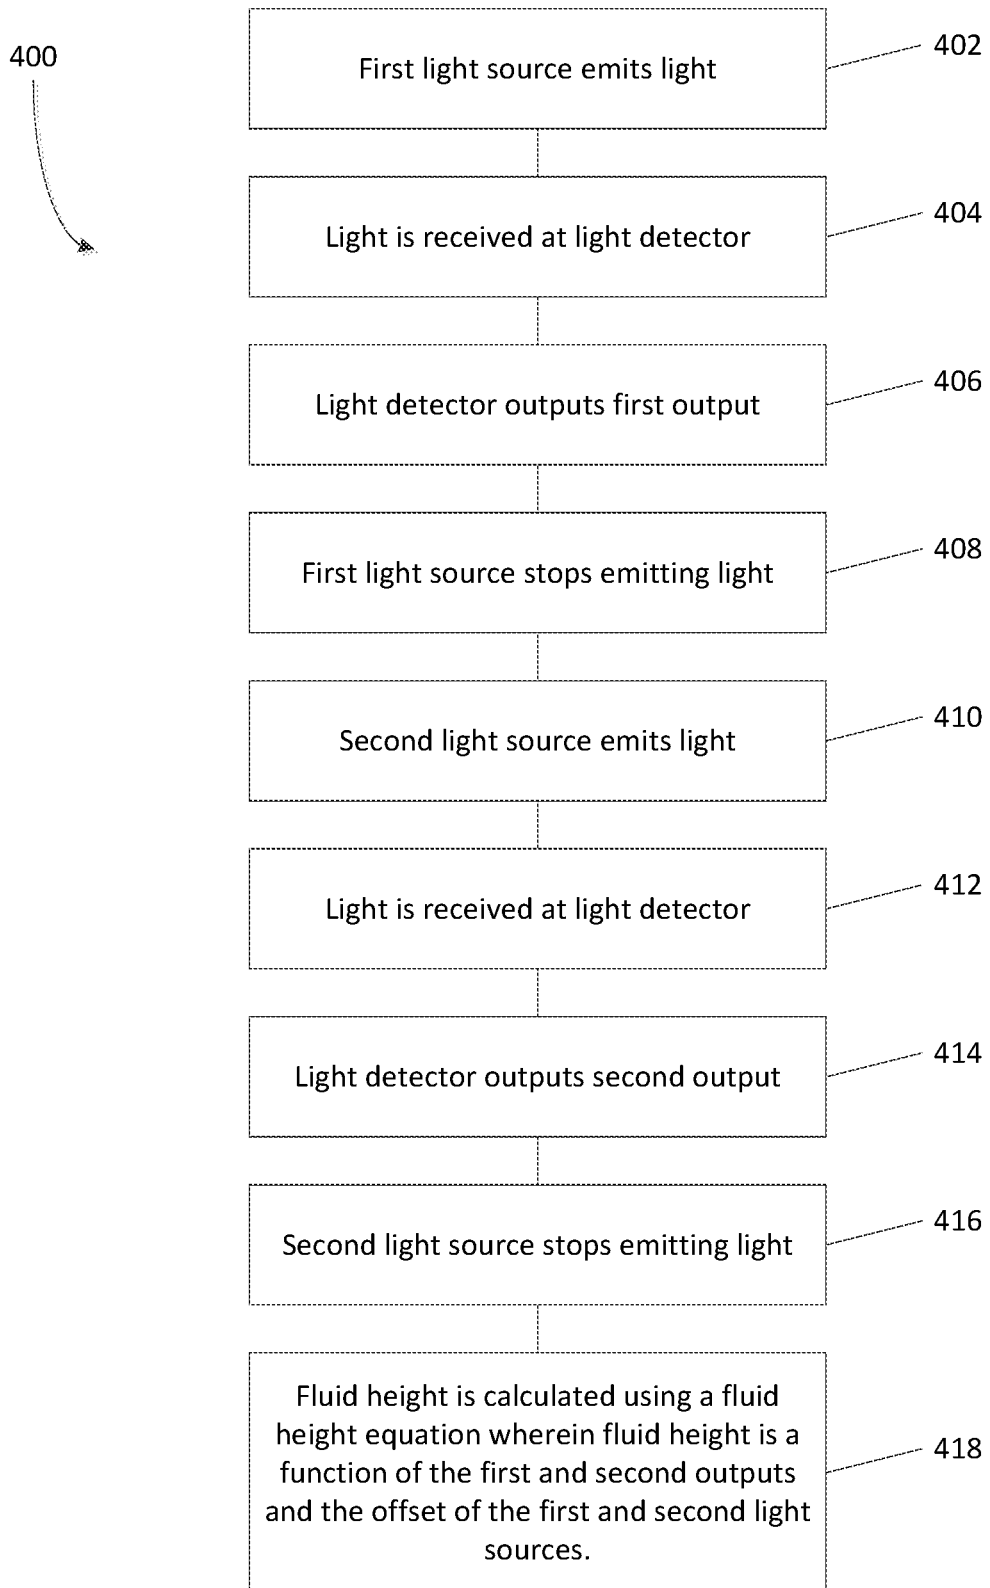 400
First light source emits light
402
Light is received at light detector
404
Light detector outputs first output
406
First light source stops emitting light
408
Second light source emits light
410
Light is received at light detector
412
Light detector outputs second output
414
Second light source stops emitting light
416
Fluid height is calculated using a fluid
height equation wherein fluid height is a
function of the first and second outputs
and the offset of the first and second light
sources.
418